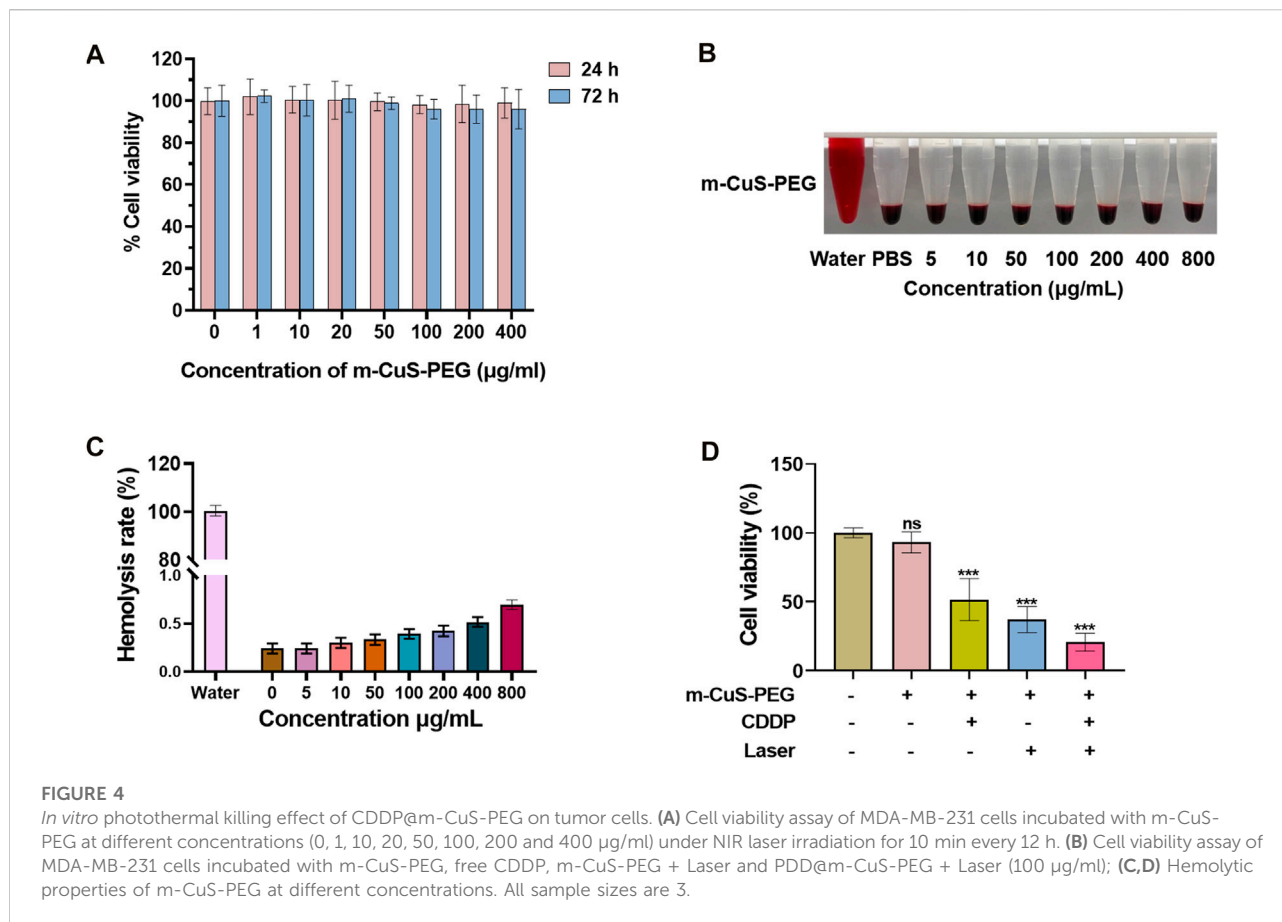 A
120
100
80
60
40
20
0
% Cell viability
24 h
72 h
0 1 10 20 50 100 200 400
Concentration of m-CuS-PEG (μg/ml)
B
m-CuS-PEG
Water PBS 5 10 50 100 200 400 800
Concentration (μg/mL)
C
120
100
80
1.0
0.5
0.0
Hemolysis rate (%)
Water 0 5 10 50 100 200 400 800
Concentration μg/mL
D
150
100
50
0
Cell viability (%)
ns
***
***
***
m-CuS-PEG - + + + +
CDDP - - + - +
Laser - - - + +
FIGURE 4
In vitro photothermal killing effect of CDDP@m-CuS-PEG on tumor cells. (A) Cell viability assay of MDA-MB-231 cells incubated with m-CuS-
PEG at different concentrations (0, 1, 10, 20, 50, 100, 200 and 400 μg/ml) under NIR laser irradiation for 10 min every 12 h. (B) Cell viability assay of
MDA-MB-231 cells incubated with m-CuS-PEG, free CDDP, m-CuS-PEG + Laser and PDD@m-CuS-PEG + Laser (100 μg/ml); (C,D) Hemolytic
properties of m-CuS-PEG at different concentrations. All sample sizes are 3.